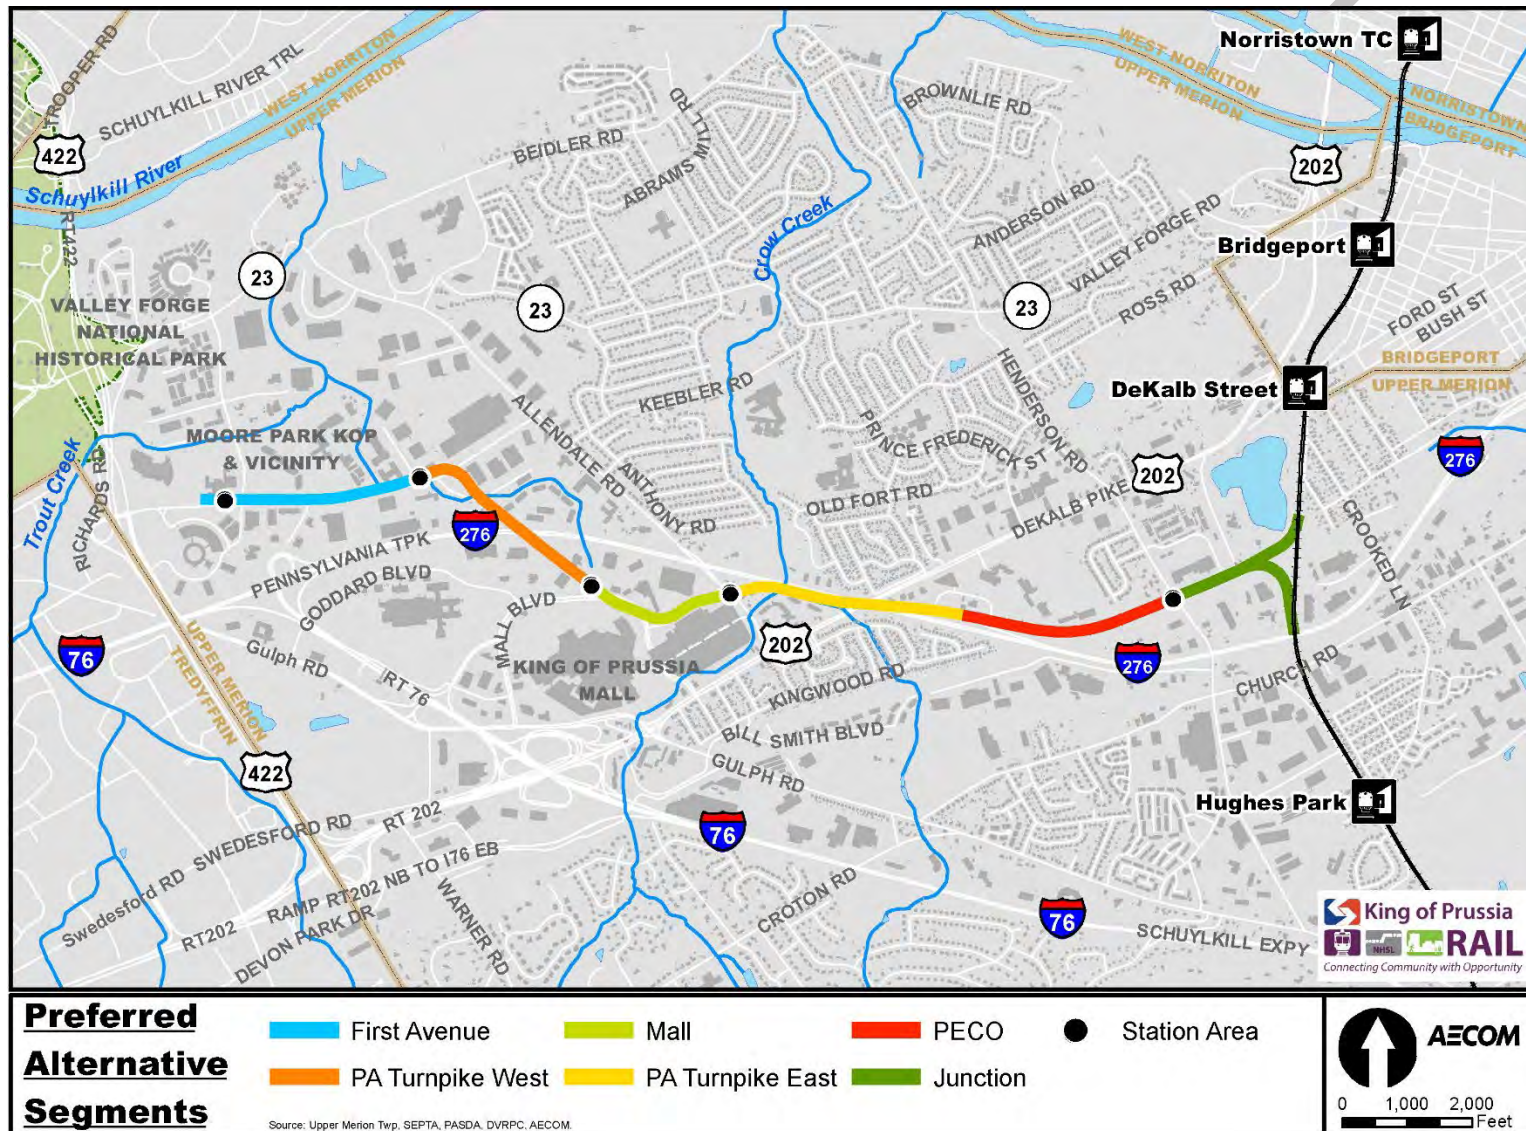 Norristown TC
TROOPER RD
SCHUYLKILL RIVER TRL
WEST NORRITON
UPPER MERION
WEST NORRITON
UPPER MERION
BROWNLIE RD
NORRISTOWN
BRIDGEPORT
422
BEIDLER RD
ABRAMS MILL RD
202
Schuylkill River
RT422
Crow Creek
ANDERSON RD
VALLEY FORGE RD
Bridgeport
23
23
23
ROSS RD
VALLEY FORGE
NATIONAL
HISTORICAL PARK
FORD ST
BUSH ST
BRIDGEPORT
UPPER MERION
DeKalb Street
KEEBLER RD
HENDERSON RD
ALLENDALE RD
PRINCE FREDERICK ST
MOORE PARK KOP
& VICINITY
ANTHONY RD
202
276
Trout Creek
RICHARDS RD
OLD FORT RD
DEKALB PIKE
CROOKED LN
276
PENNSYLVANIA TPK
GODDARD BLVD
MALL BLVD
76
UPPER MERION
TREDYFFRIN
Gulph RD
RT 76
KING OF PRUSSIA
MALL
202
276
KINGWOOD RD
CHURCH RD
BILL SMITH BLVD
GULPH RD
422
Hughes Park
RT 202
SWEDESFORD RD
76
Swedesford RD
RT202
RAMP RT202 NB TO I76 EB
DEVON PARK DR
WARNER RD
CROTON RD
76
SCHUYLKILL EXPY
King of Prussia
NHSL
RAIL
Connecting Community with Opportunity
Preferred
Alternative
Segments
First Avenue
Mall
PECO
Station Area
PA Turnpike West
PA Turnpike East
Junction
Source: Upper Merion Twp, SEPTA, PASDA, DVRPC, AECOM.
AECOM
0 1,000 2,000
Feet